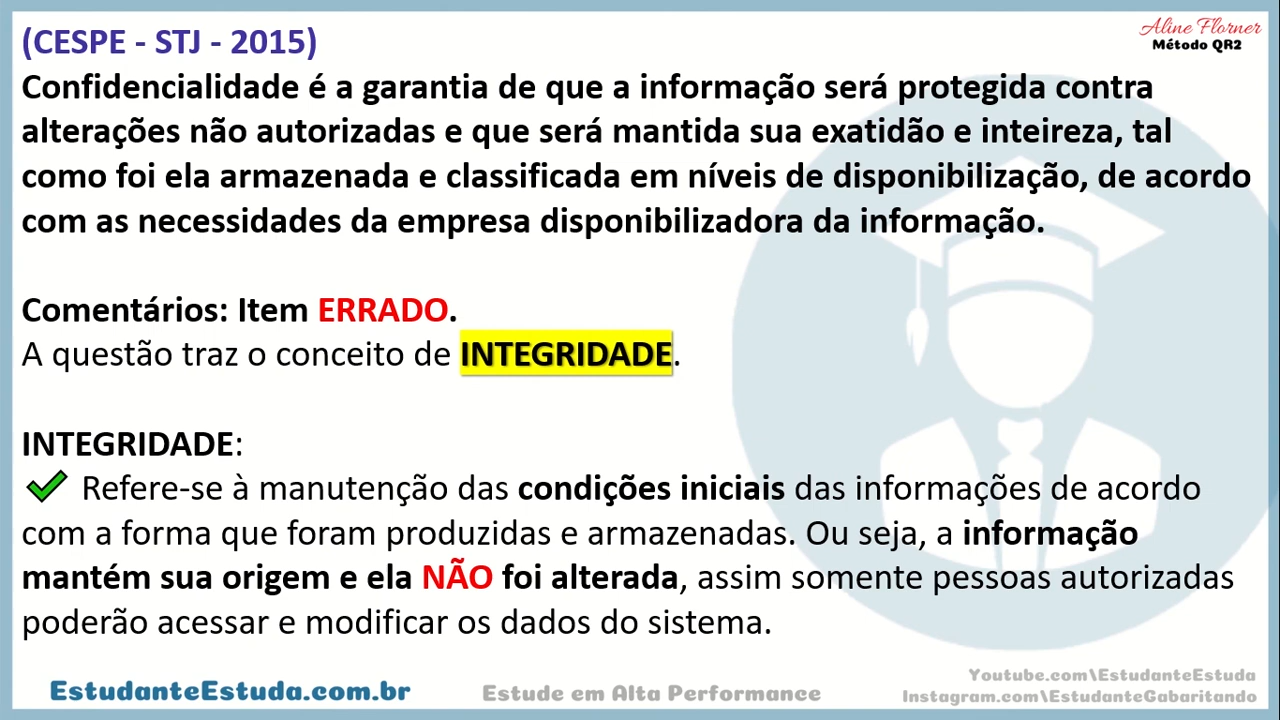 (CESPE - STJ - 2015)
Aline Florner
Método QR2
Confidencialidade é a garantia de que a informação será protegida contra
alterações não autorizadas e que será mantida sua exatidão e inteireza, tal
como foi ela armazenada e classificada em níveis de disponibilização, de acordo
com as necessidades da empresa disponibilizadora da informação.
Comentários: Item ERRADO.
A questão traz o conceito de INTEGRIDADE.
INTEGRIDADE:
Refere-se à manutenção das condições iniciais das informações de acordo
com a forma que foram produzidas e armazenadas. Ou seja, a informação
mantém sua origem e ela NÃO foi alterada, assim somente pessoas autorizadas
poderão acessar e modificar os dados do sistema.
EstudanteEstuda.com.br
Estude em Alta Performance
Youtube.com\EstudanteEstuda
Instagram.com\EstudanteGabaritando